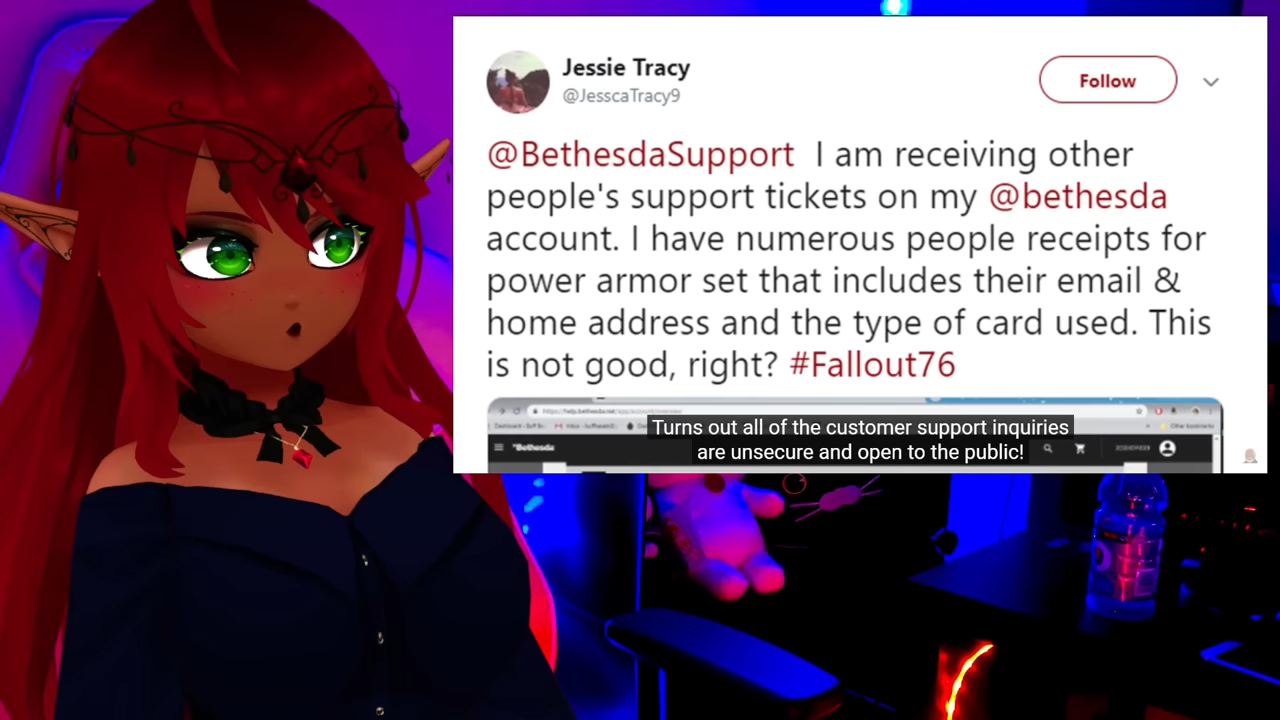 Jessie Tracy
@JesscaTracy9
Follow
@BethesdaSupport I am receiving other
people's support tickets on my @bethesda
account. I have numerous people receipts for
power armor set that includes their email &
home address and the type of card used. This
is not good, right? #Fallout76
Bethesda
Turns out all of the customer support inquiries
are unsecure and open to the public!